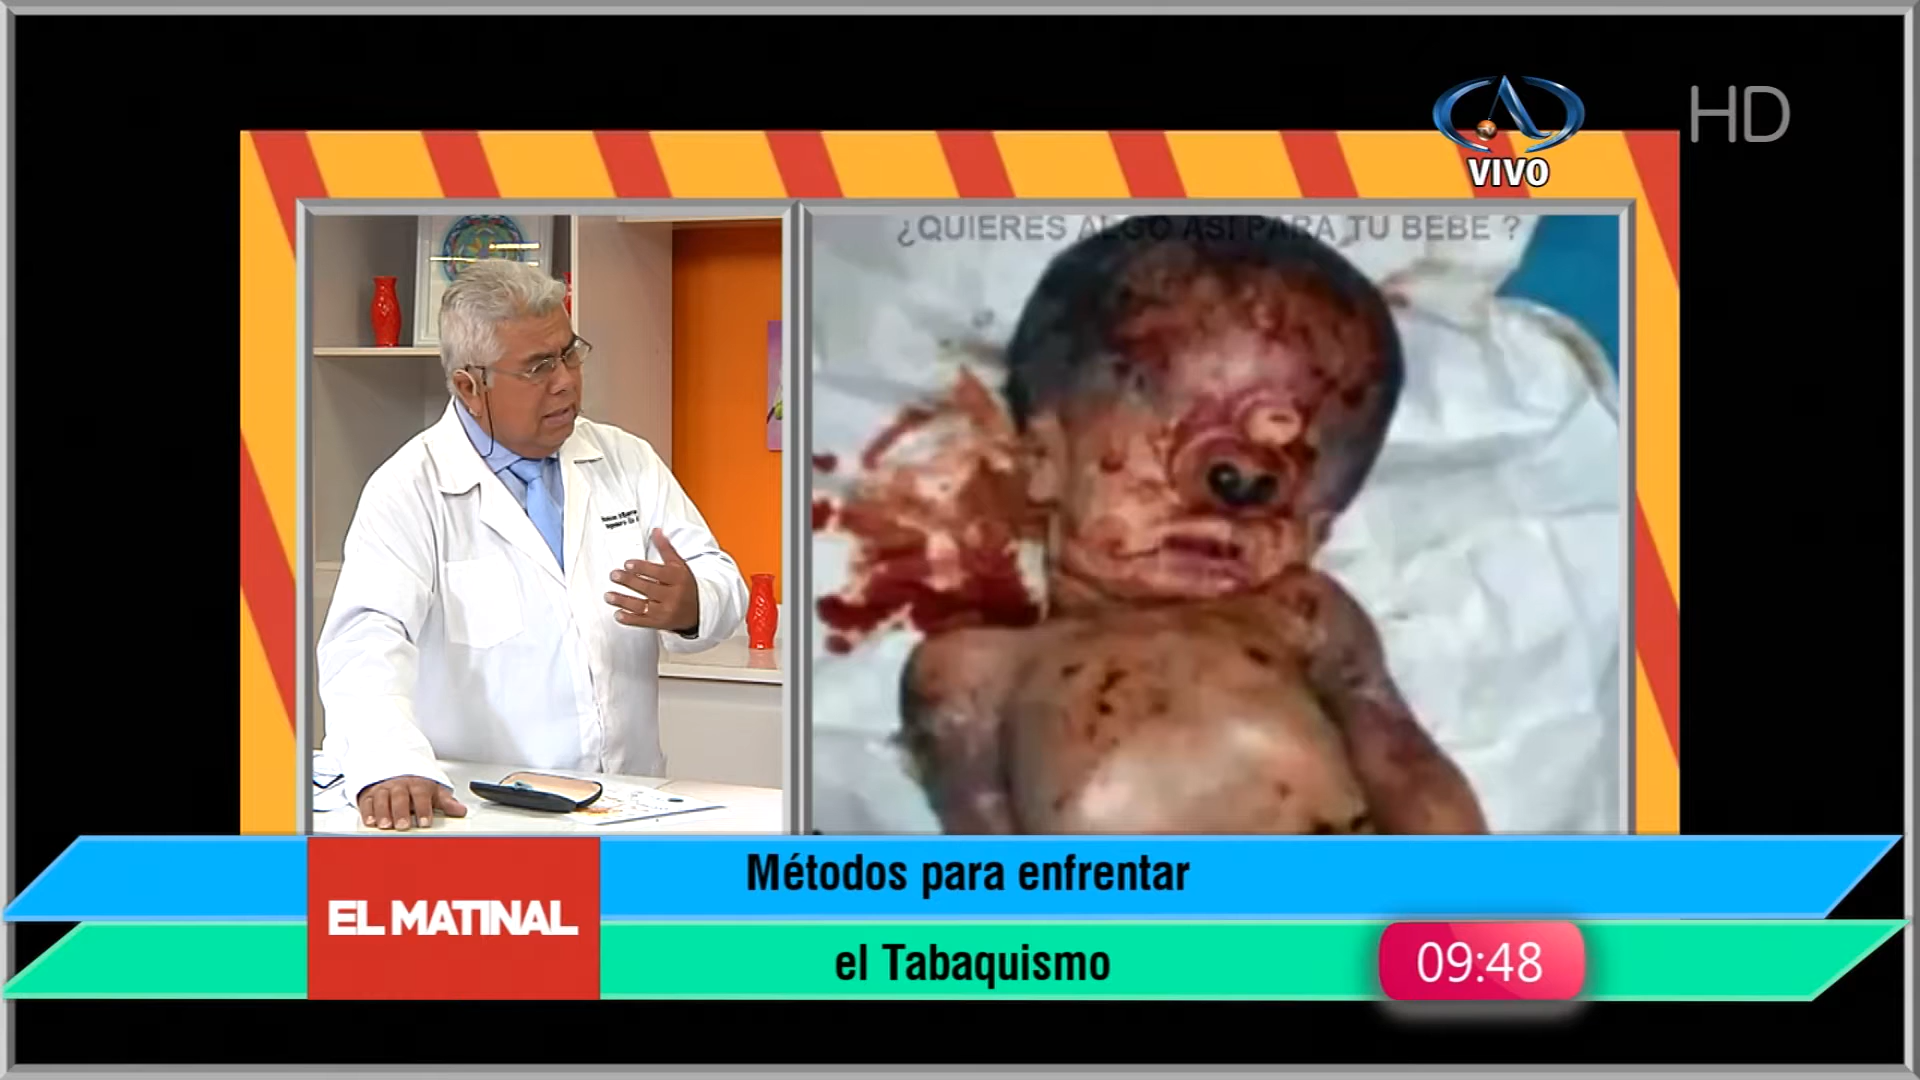 HD
VIVO
¿QUIERES ALGO ASI PARA TU BEBE ?
Métodos para enfrentar
EL MATINAL
el Tabaquismo
09:48